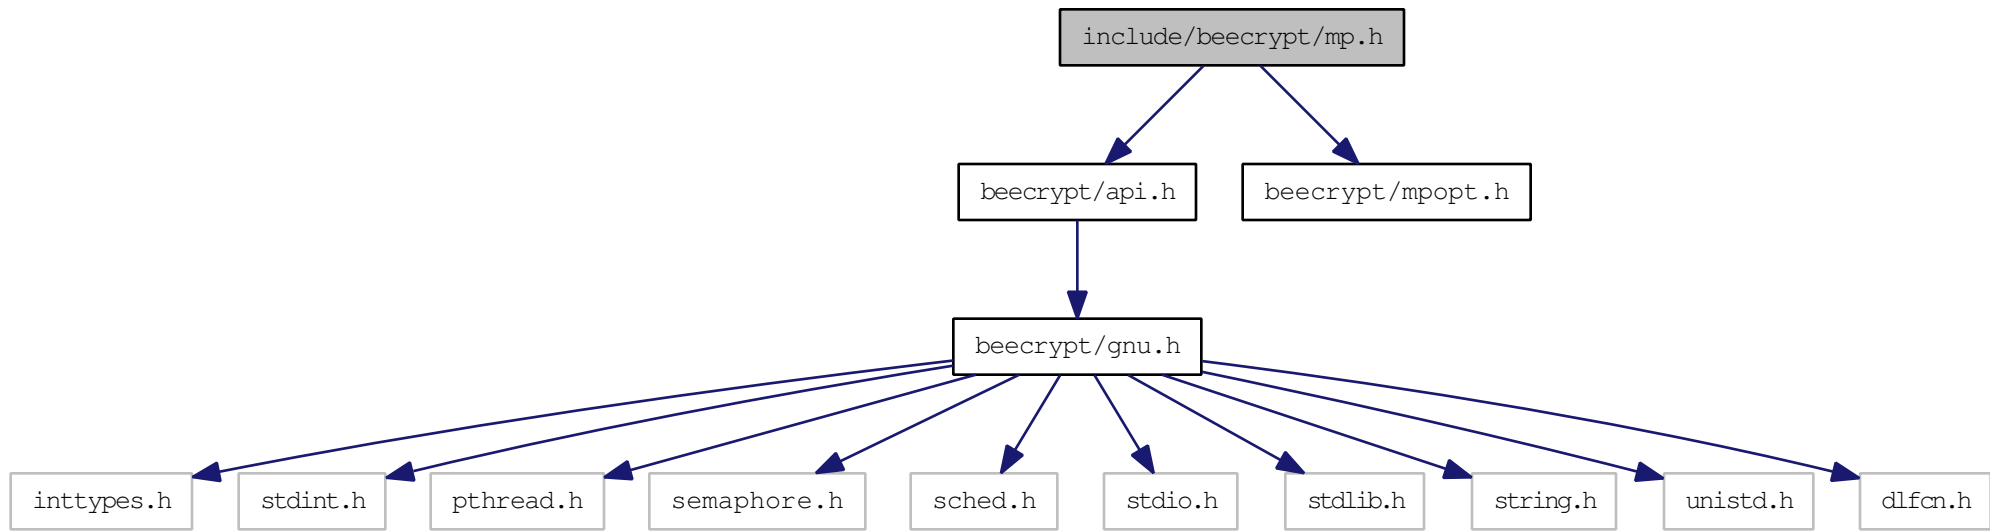 include/beecrypt/mp.h
beecrypt/api.h
beecrypt/mpopt.h
beecrypt/gnu.h
inttypes.h
stdint.h
pthread.h
semaphore.h
sched.h
stdio.h
stdlib.h
string.h
unistd.h
dlfcn.h